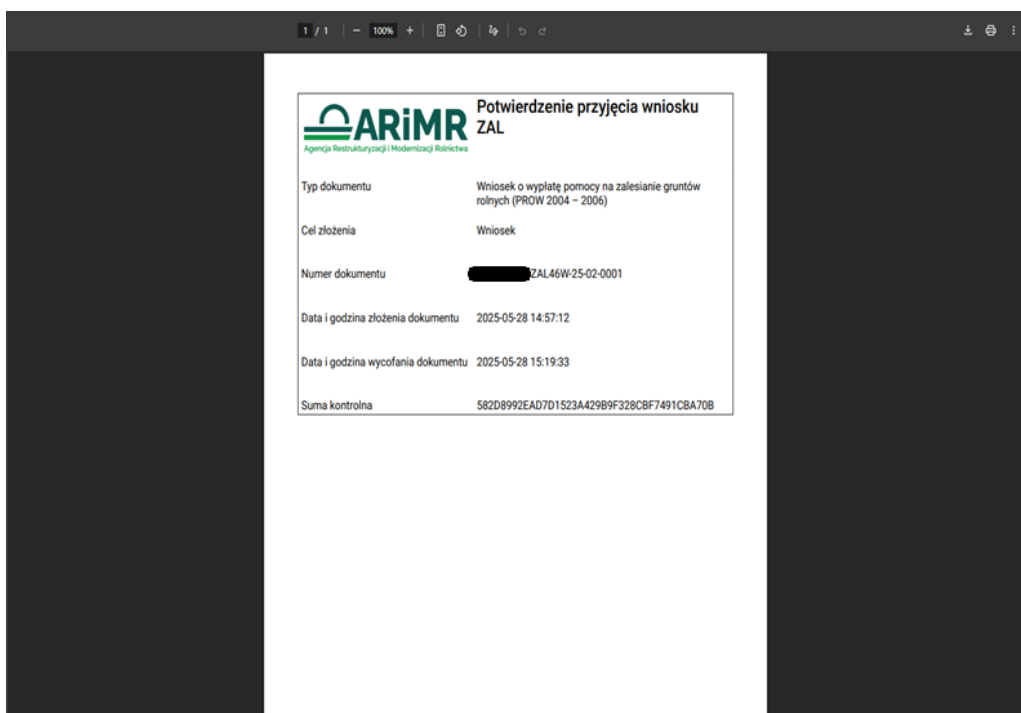 1 / 1
100%
ARiMR
Agencja Restrukturyzacji i Modernizacji Rolnictwa
Potwierdzenie przyjęcia wniosku
ZAL
Typ dokumentu
Wniosek o wypłatę pomocy na zalesianie gruntów
rolnych (PROW 2004 – 2006)
Cel złożenia
Wniosek
Numer dokumentu
ZAL46W-25-02-0001
Data i godzina złożenia dokumentu
2025-05-28 14:57:12
Data i godzina wycofania dokumentu
2025-05-28 15:19:33
Suma kontrolna
582D8992EAD7D1523A429B9F328CBF7491CBA70B